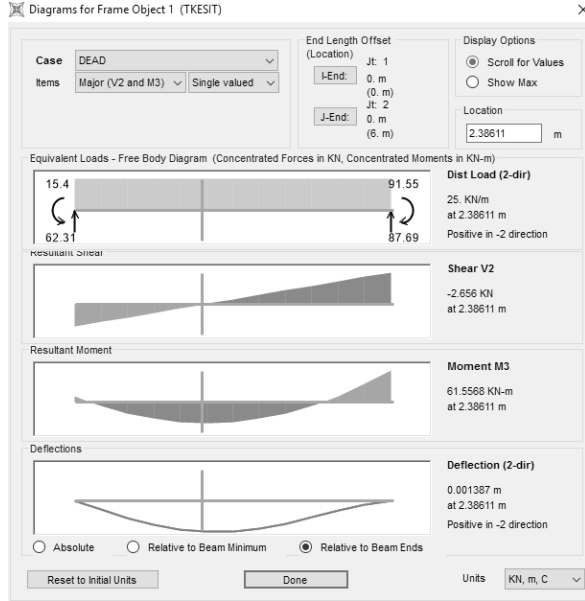 Diagrams for Frame Object 1 (TKESIT)
End Length Offset
(Location)
Display Options
Case DEAD
Items Major (V2 and M3) Single valued
I-End:
Jt: 1
0. m
(0. m)
J-End:
Jt: 2
0. m
(6. m)
Scroll for Values
Show Max
Location
2.38611 m
Equivalent Loads - Free Body Diagram (Concentrated Forces in KN, Concentrated Moments in KN-m)
15.4
91.55
62.31
87.69
Dist Load (2-dir)
25. KN/m
at 2.38611 m
Positive in -2 direction
Resultant Shear
Shear V2
-2.656 KN
at 2.38611 m
Resultant Moment
Moment M3
61.5568 KN-m
at 2.38611 m
Deflections
Deflection (2-dir)
0.001387 m
at 2.38611 m
Positive in -2 direction
Absolute Relative to Beam Minimum Relative to Beam Ends
Reset to Initial Units Done Units KN, m, C